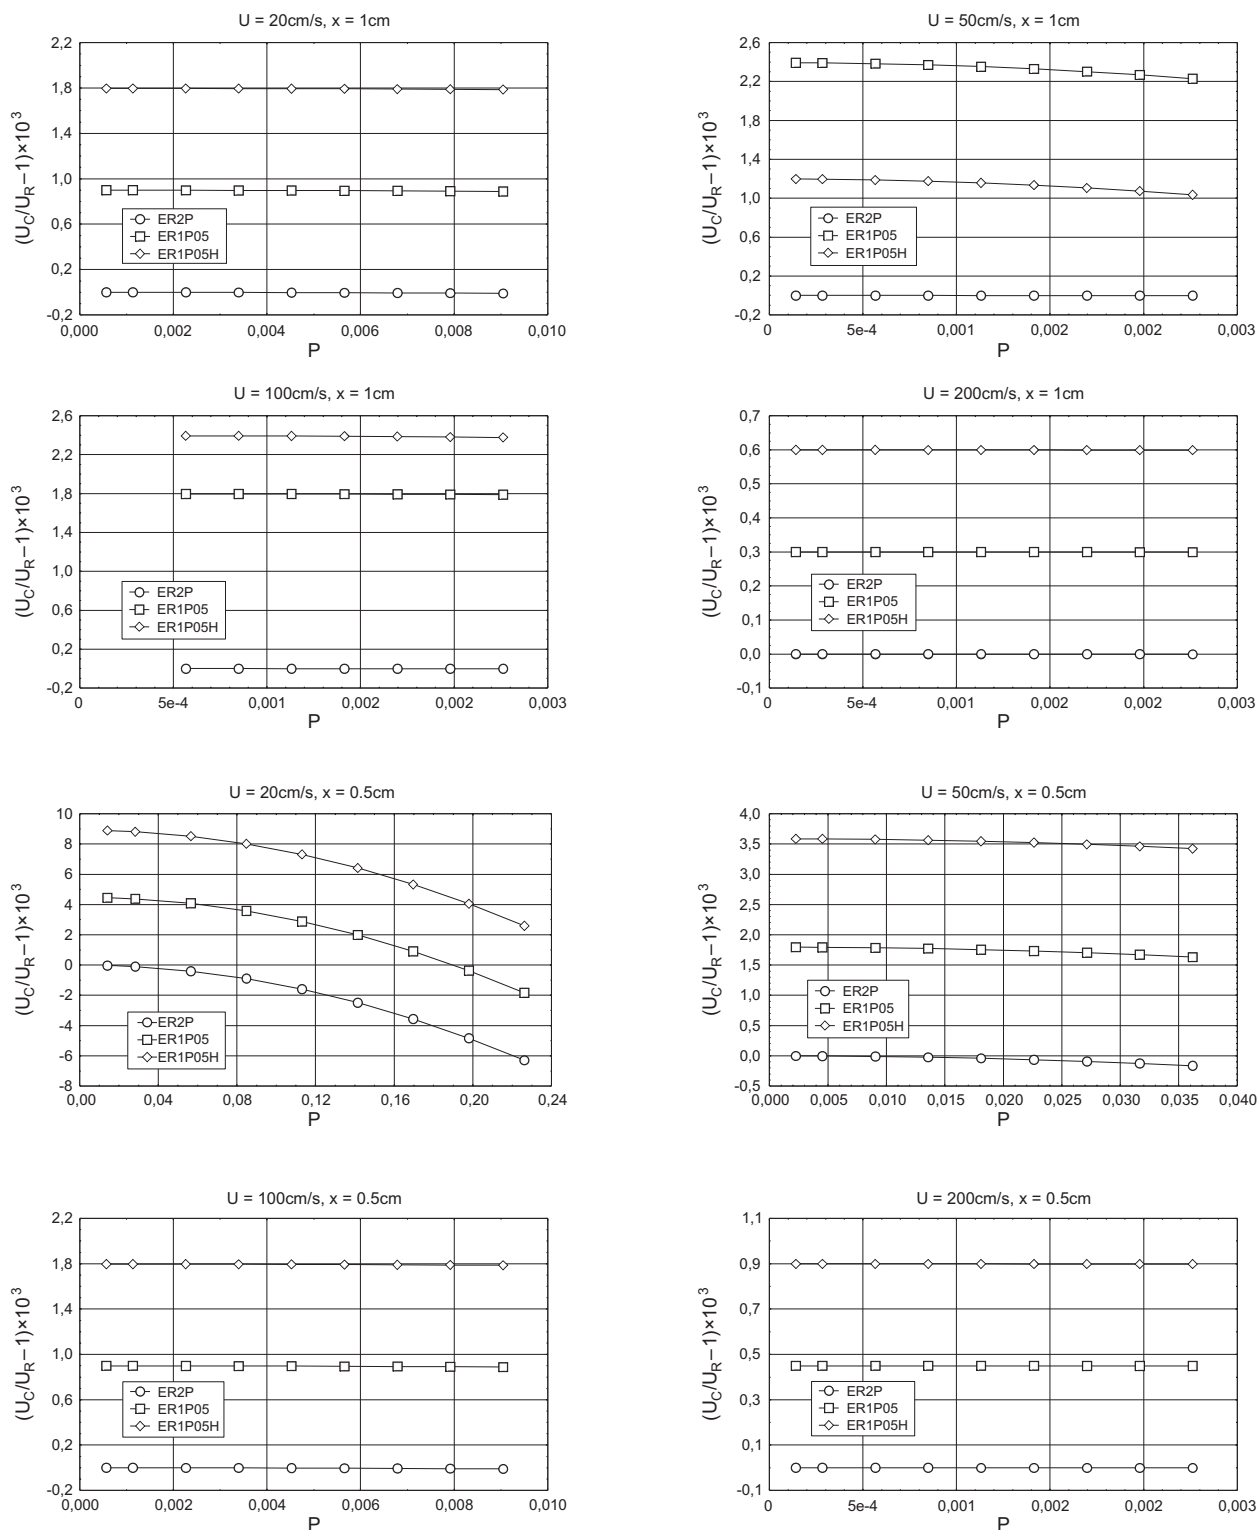 U = 20cm/s, x = 1cm
(U_C/U_R−1)×10^3
2,2
1,8
1,4
1,0
0,6
0,2
-0,2
ER2P
ER1P05
ER1P05H
0,000 0,002 0,004 0,006 0,008 0,010
P
U = 50cm/s, x = 1cm
(U_C/U_R−1)×10^3
2,6
2,2
1,8
1,4
1,0
0,6
0,2
-0,2
ER2P
ER1P05
ER1P05H
0 5e-4 0,001 0,002 0,002 0,003
P
U = 100cm/s, x = 1cm
(U_C/U_R−1)×10^3
2,6
2,2
1,8
1,4
1,0
0,6
0,2
-0,2
ER2P
ER1P05
ER1P05H
0 5e-4 0,001 0,002 0,002 0,003
P
U = 200cm/s, x = 1cm
(U_C/U_R−1)×10^3
0,7
0,6
0,5
0,4
0,3
0,2
0,1
0,0
-0,1
ER2P
ER1P05
ER1P05H
0 5e-4 0,001 0,002 0,002 0,003
P
U = 20cm/s, x = 0.5cm
(U_C/U_R−1)×10^3
10
8
6
4
2
0
-2
-4
-6
-8
ER2P
ER1P05
ER1P05H
0,00 0,04 0,08 0,12 0,16 0,20 0,24
P
U = 50cm/s, x = 0.5cm
(U_C/U_R−1)×10^3
4,0
3,5
3,0
2,5
2,0
1,5
1,0
0,5
0,0
-0,5
ER2P
ER1P05
ER1P05H
0,000 0,005 0,010 0,015 0,020 0,025 0,030 0,035 0,040
P
U = 100cm/s, x = 0.5cm
(U_C/U_R−1)×10^3
2,2
1,8
1,4
1,0
0,6
0,2
-0,2
ER2P
ER1P05
ER1P05H
0,000 0,002 0,004 0,006 0,008 0,010
P
U = 200cm/s, x = 0.5cm
(U_C/U_R−1)×10^3
1,1
0,9
0,7
0,5
0,3
0,1
-0,1
ER2P
ER1P05
ER1P05H
0 5e-4 0,001 0,002 0,002 0,003
P